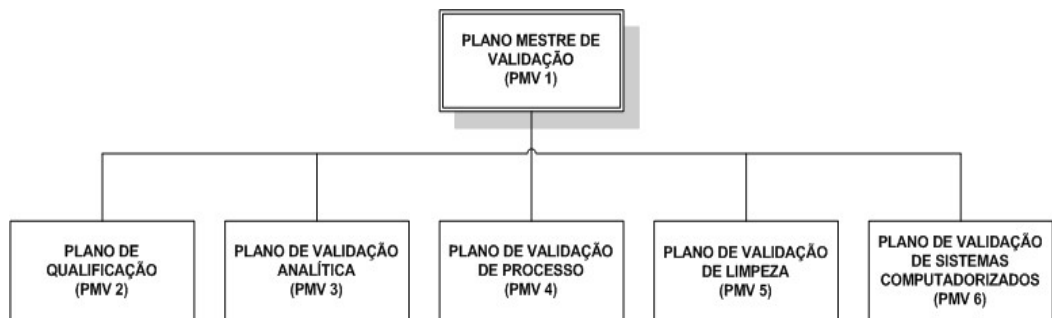 PLANO MESTRE DE
VALIDAÇÃO
(PMV 1)
PLANO DE
QUALIFICAÇÃO
(PMV 2)
PLANO DE VALIDAÇÃO
ANALÍTICA
(PMV 3)
PLANO DE VALIDAÇÃO
DE PROCESSO
(PMV 4)
PLANO DE VALIDAÇÃO
DE LIMPEZA
(PMV 5)
PLANO DE VALIDAÇÃO
DE SISTEMAS
COMPUTADORIZADOS
(PMV 6)